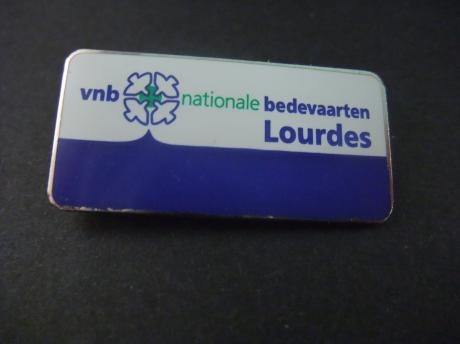 vnb nationale bedevaarten
Lourdes